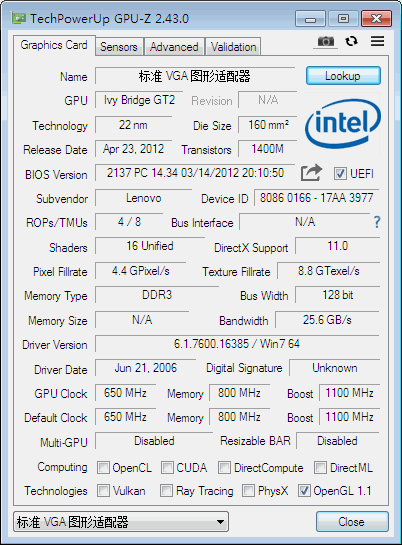 TechPowerUp GPU-Z 2.43.0
Graphics Card Sensors Advanced Validation
Name 标准 VGA 图形适配器 Lookup
GPU Ivy Bridge GT2 Revision N/A
Technology 22 nm Die Size 160 mm²
intel
Release Date Apr 23, 2012 Transistors 1400M
BIOS Version 2137 PC 14.34 03/14/2012 20:10:50 UEFI
Subvendor Lenovo Device ID 8086 0166 - 17AA 3977
ROPs/TMUs 4 / 8 Bus Interface N/A ?
Shaders 16 Unified DirectX Support 11.0
Pixel Fillrate 4.4 GPixel/s Texture Fillrate 8.8 GTexel/s
Memory Type DDR3 Bus Width 128 bit
Memory Size N/A Bandwidth 25.6 GB/s
Driver Version 6.1.7600.16385 / Win7 64
Driver Date Jun 21, 2006 Digital Signature Unknown
GPU Clock 650 MHz Memory 800 MHz Boost 1100 MHz
Default Clock 650 MHz Memory 800 MHz Boost 1100 MHz
Multi-GPU Disabled Resizable BAR Disabled
Computing OpenCL CUDA DirectCompute DirectML
Technologies Vulkan Ray Tracing PhysX OpenGL 1.1
标准 VGA 图形适配器 Close